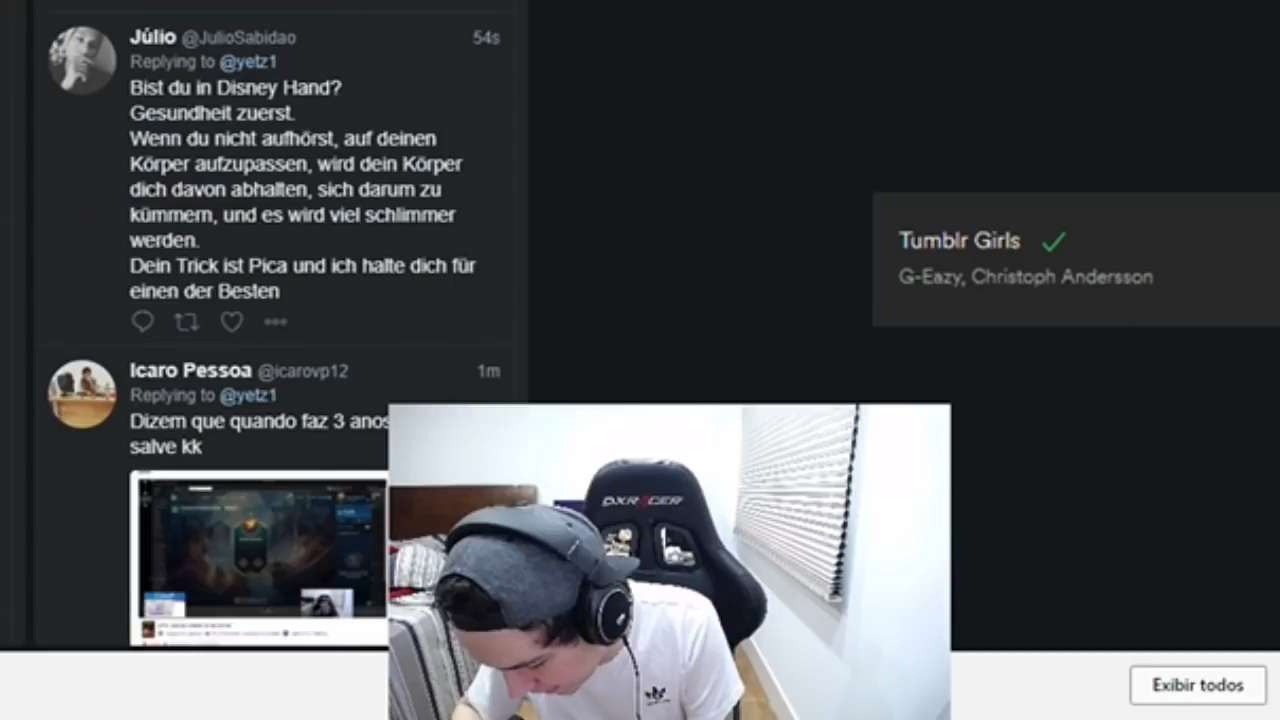 Júlio @JulioSabidao 54s
Replying to @yetz1
Bist du in Disney Hand?
Gesundheit zuerst.
Wenn du nicht aufhörst, auf deinen
Körper aufzupassen, wird dein Körper
dich davon abhalten, sich darum zu
kümmern, und es wird viel schlimmer
werden.
Dein Trick ist Pica und ich halte dich für
einen der Besten
Icaro Pessoa @icarovp12 1m
Replying to @yetz1
Dizem que quando faz 3 anos
salve kk
Tumblr Girls
G-Eazy, Christoph Andersson
DXRACER
Exibir todos